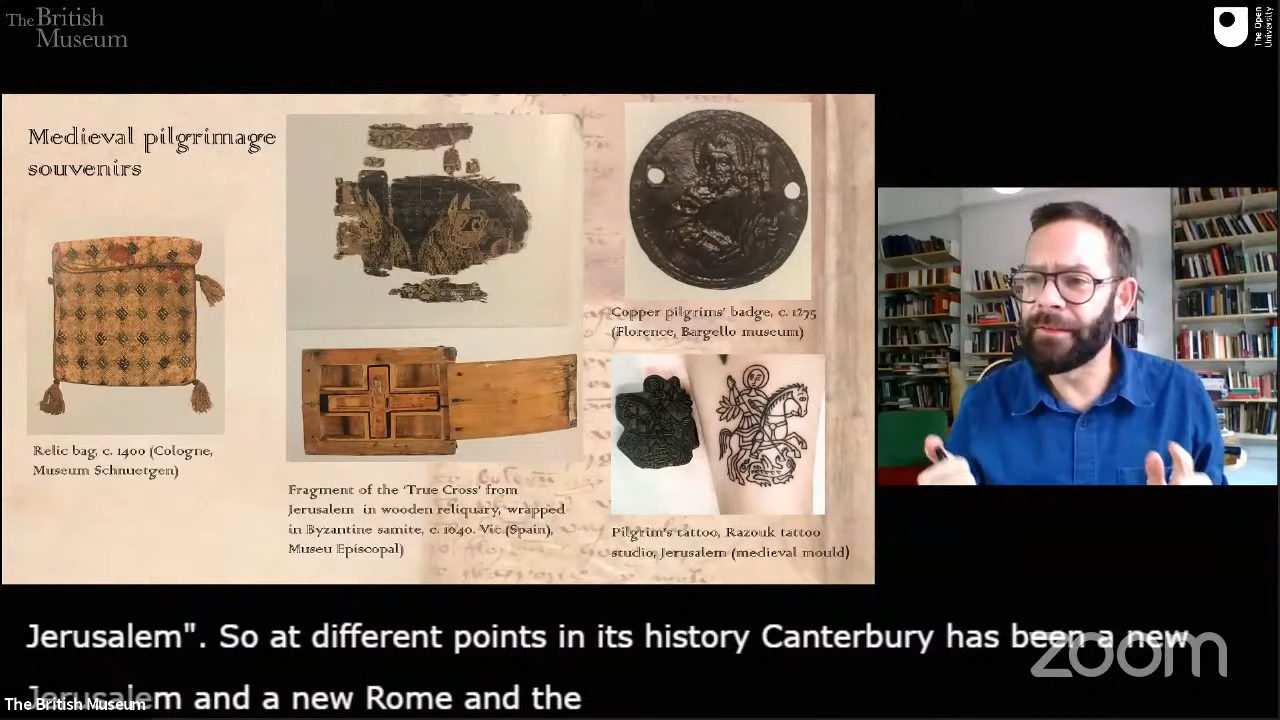 The British
Museum
The Open
University
Medieval pilgrimage
souvenirs
Relic bag, c. 1400 (Cologne,
Museum Schnuetgen)
Fragment of the 'True Cross' from
Jerusalem in wooden reliquary, wrapped
in Byzantine samite, c. 1040. Vic (Spain),
Museu Episcopal)
Copper pilgrims' badge, c. 1275
(Florence, Bargello museum)
Pilgrim's tattoo, Razouk tattoo
studio, Jerusalem (medieval mould)
Jerusalem". So at different points in its history Canterbury has been a new
Jerusalem and a new Rome and the
zoom
The British Museum